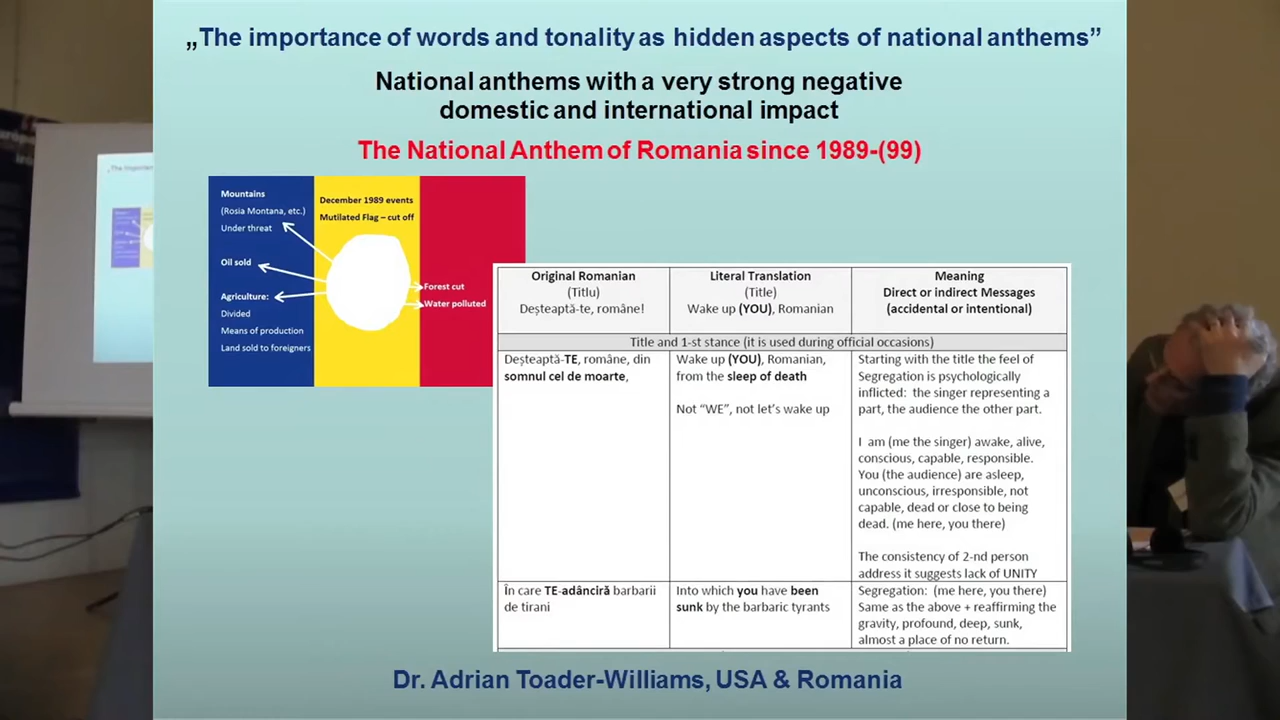 „The importance of words and tonality as hidden aspects of national anthems”
National anthems with a very strong negative
domestic and international impact
The National Anthem of Romania since 1989-(99)
Mountains
(Rosia Montana, etc.)
Under threat
Oil sold
Agriculture:
Divided
Means of production
Land sold to foreigners
December 1989 events
Mutilated Flag – cut off
Forest cut
Water polluted
Original Romanian
(Titlu)
Deșteaptă-te, române!
Literal Translation
(Title)
Wake up (YOU), Romanian
Meaning
Direct or indirect Messages
(accidental or intentional)
Title and 1-st stance (it is used during official occasions)
Deșteaptă-TE, române, din
somnul cel de moarte,
Wake up (YOU), Romanian,
from the sleep of death
Not “WE”, not let’s wake up
Starting with the title the feel of
Segregation is psychologically
inflicted: the singer representing a
part, the audience the other part.
I am (me the singer) awake, alive,
conscious, capable, responsible.
You (the audience) are asleep,
unconscious, irresponsible, not
capable, dead or close to being
dead. (me here, you there)
The consistency of 2-nd person
address it suggests lack of UNITY
În care TE-adânciră barbarii
de tirani
Into which you have been
sunk by the barbaric tyrants
Segregation: (me here, you there)
Same as the above + reaffirming the
gravity, profound, deep, sunk,
almost a place of no return.
Dr. Adrian Toader-Williams, USA & Romania